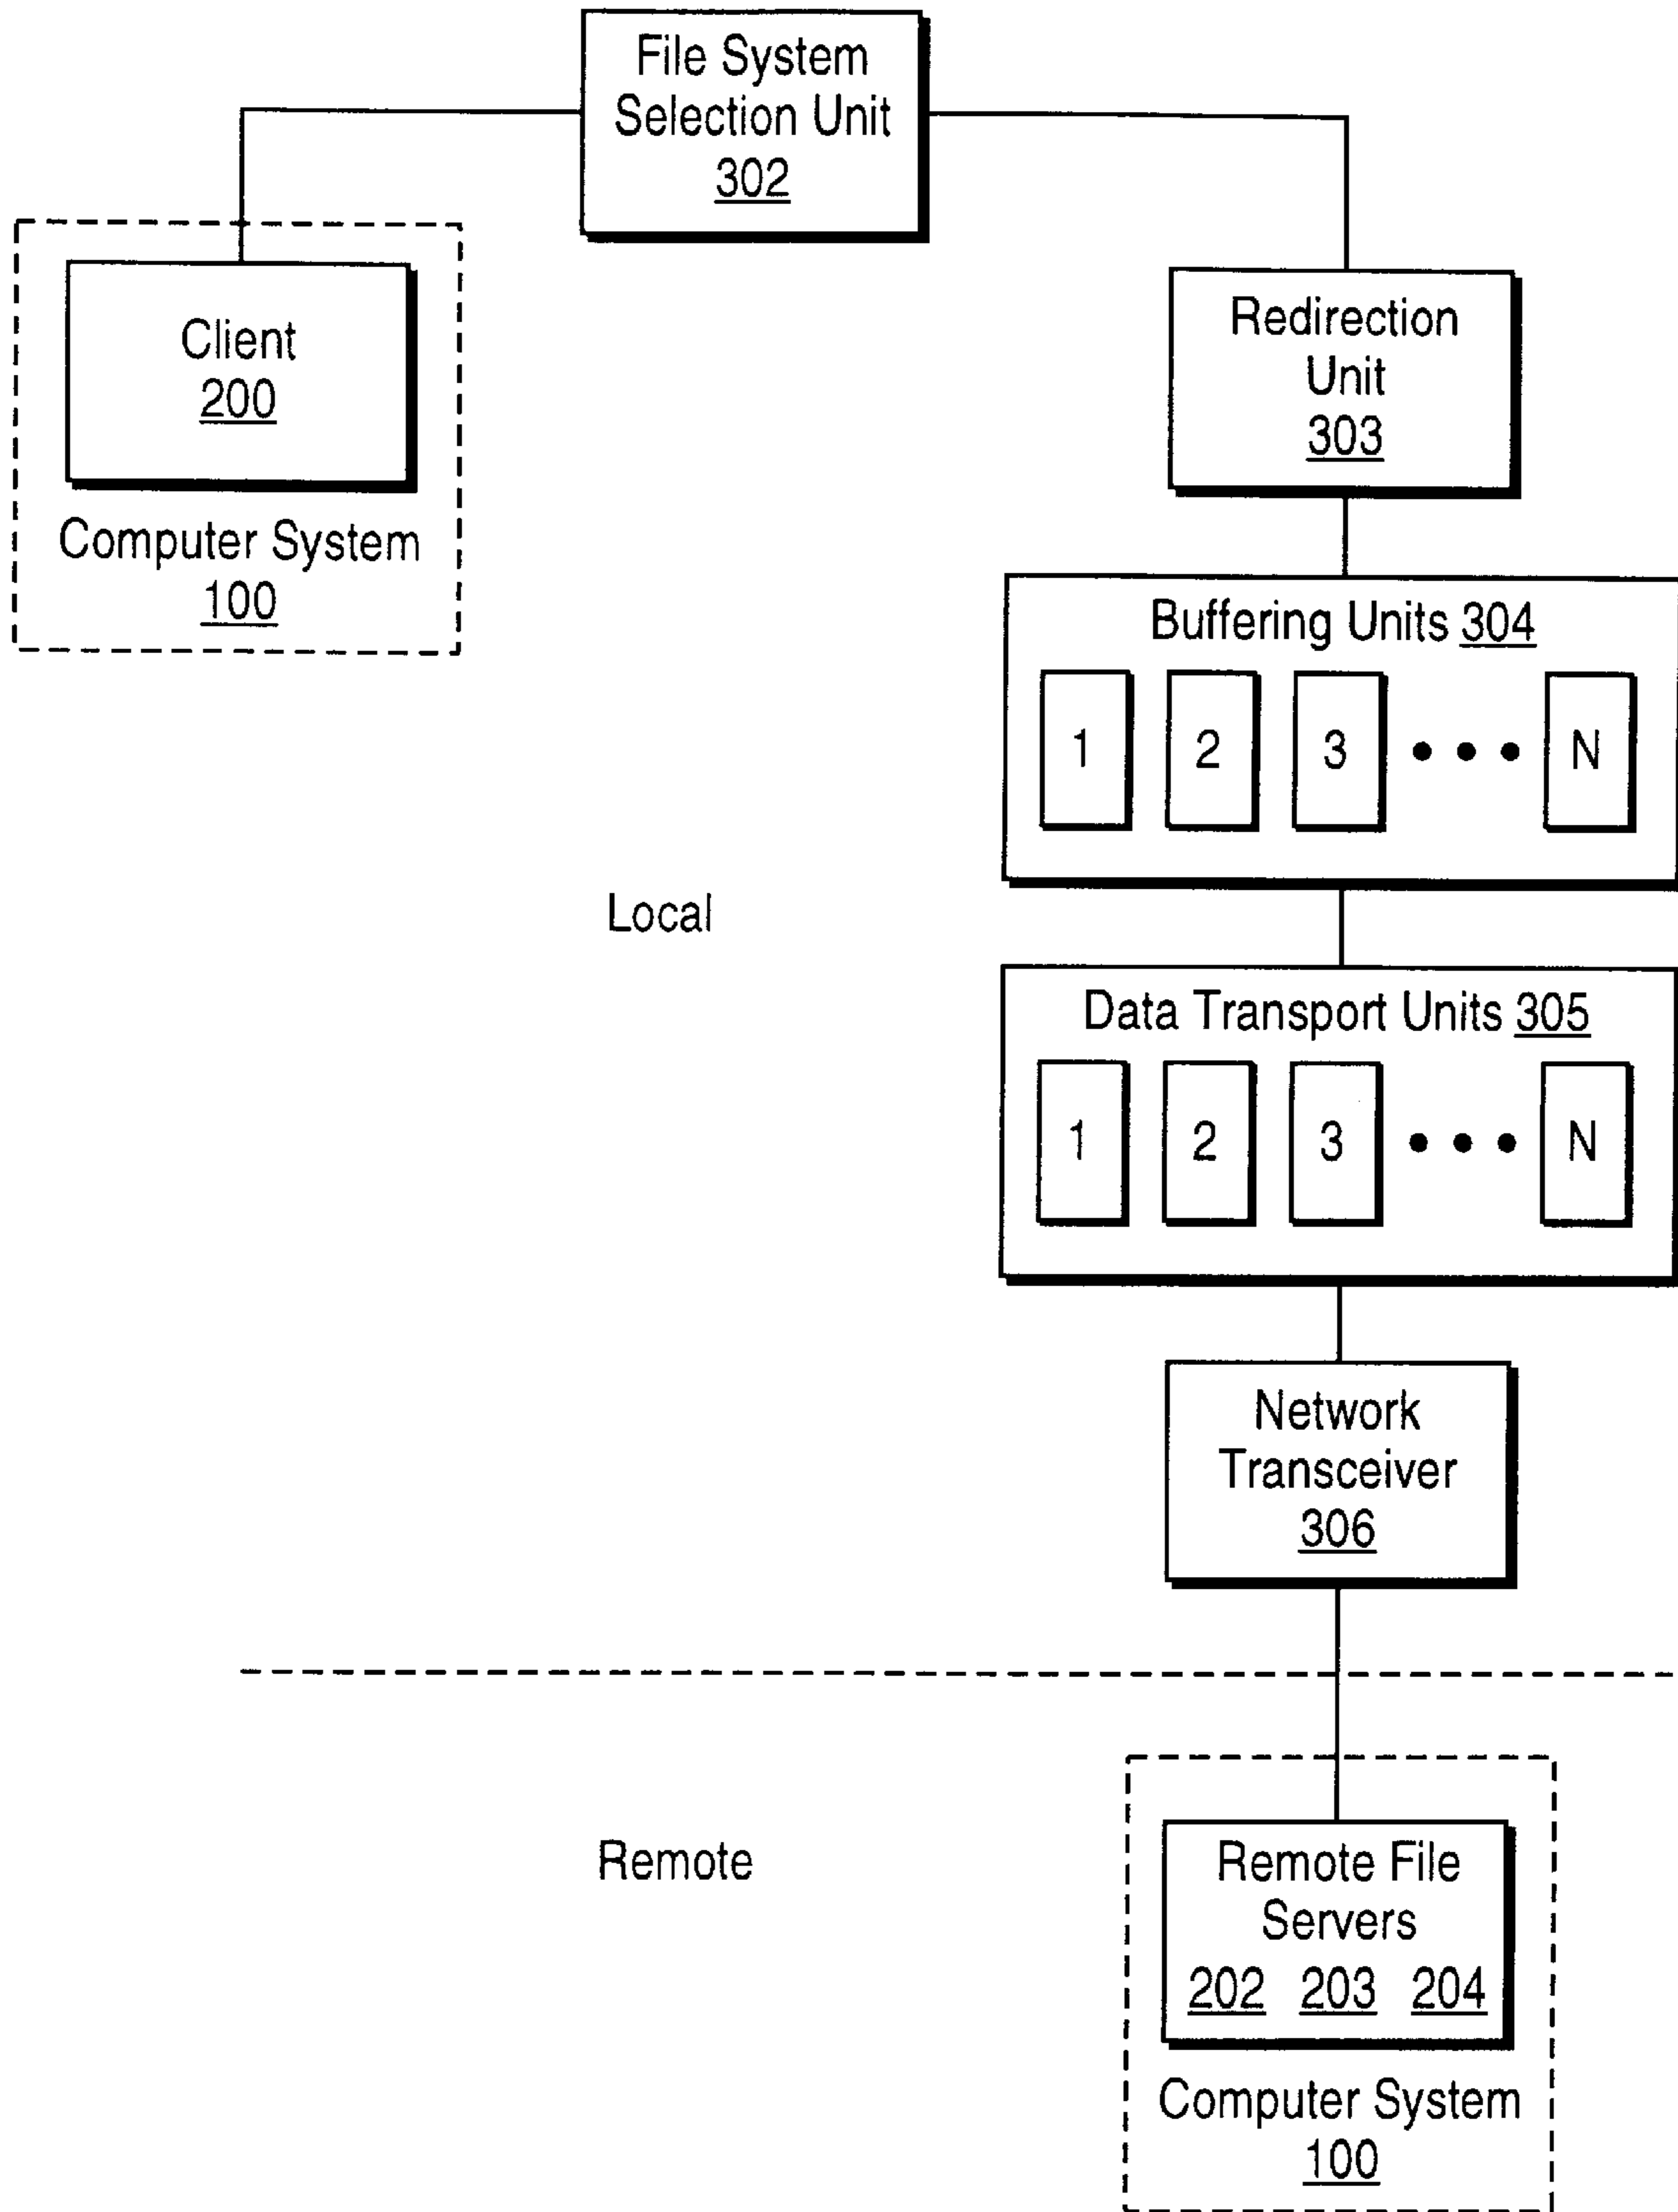 File System
Selection Unit
302
Client
200
Computer System
100
Redirection
Unit
303
Buffering Units 304
1 2 3 • • • N
Local
Data Transport Units 305
1 2 3 • • • N
Network
Transceiver
306
Remote
Remote File
Servers
202 203 204
Computer System
100